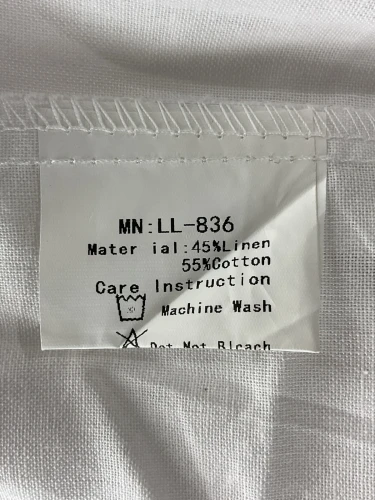 MN:LL-836
Mater ial:45%Linen
55%Cotton
Care Instruction
Machine Wash
Dot Not Bleach